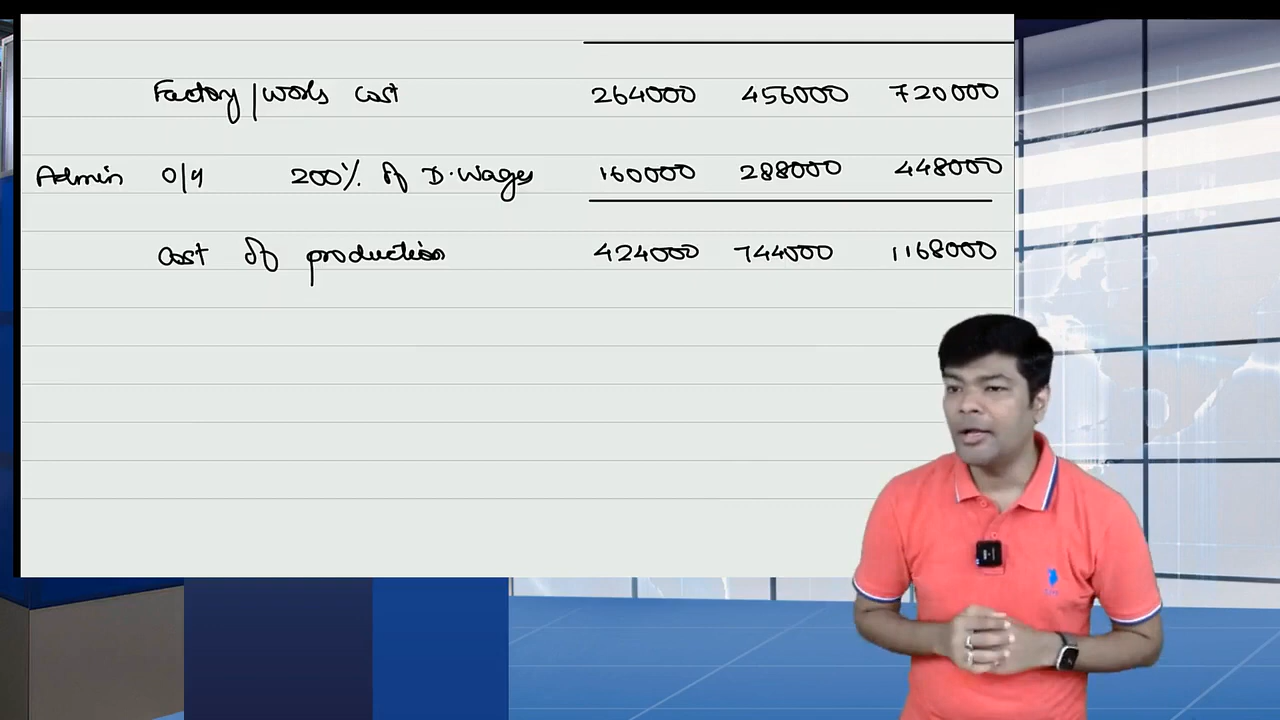 Factory / works cost 264000 456000 720000
Admin O/H 200% of D. wages 160000 288000 448000
Cost of production 424000 744000 1168000